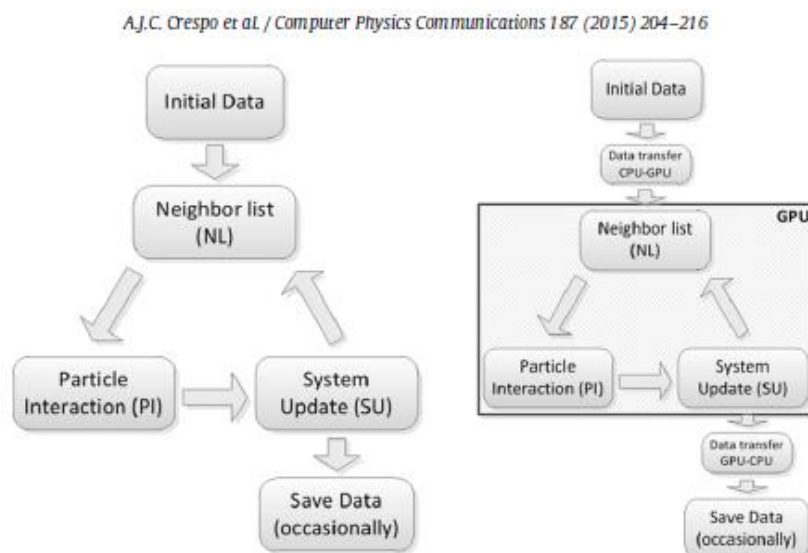 A.J.C. Crespo et al. / Computer Physics Communications 187 (2015) 204–216
Initial Data
Neighbor list
(NL)
Particle
Interaction (PI)
System
Update (SU)
Save Data
(occasionally)
Initial Data
Data transfer
CPU-GPU
GPU
Neighbor list
(NL)
Particle
Interaction (PI)
System
Update (SU)
Data transfer
GPU-CPU
Save Data
(occasionally)